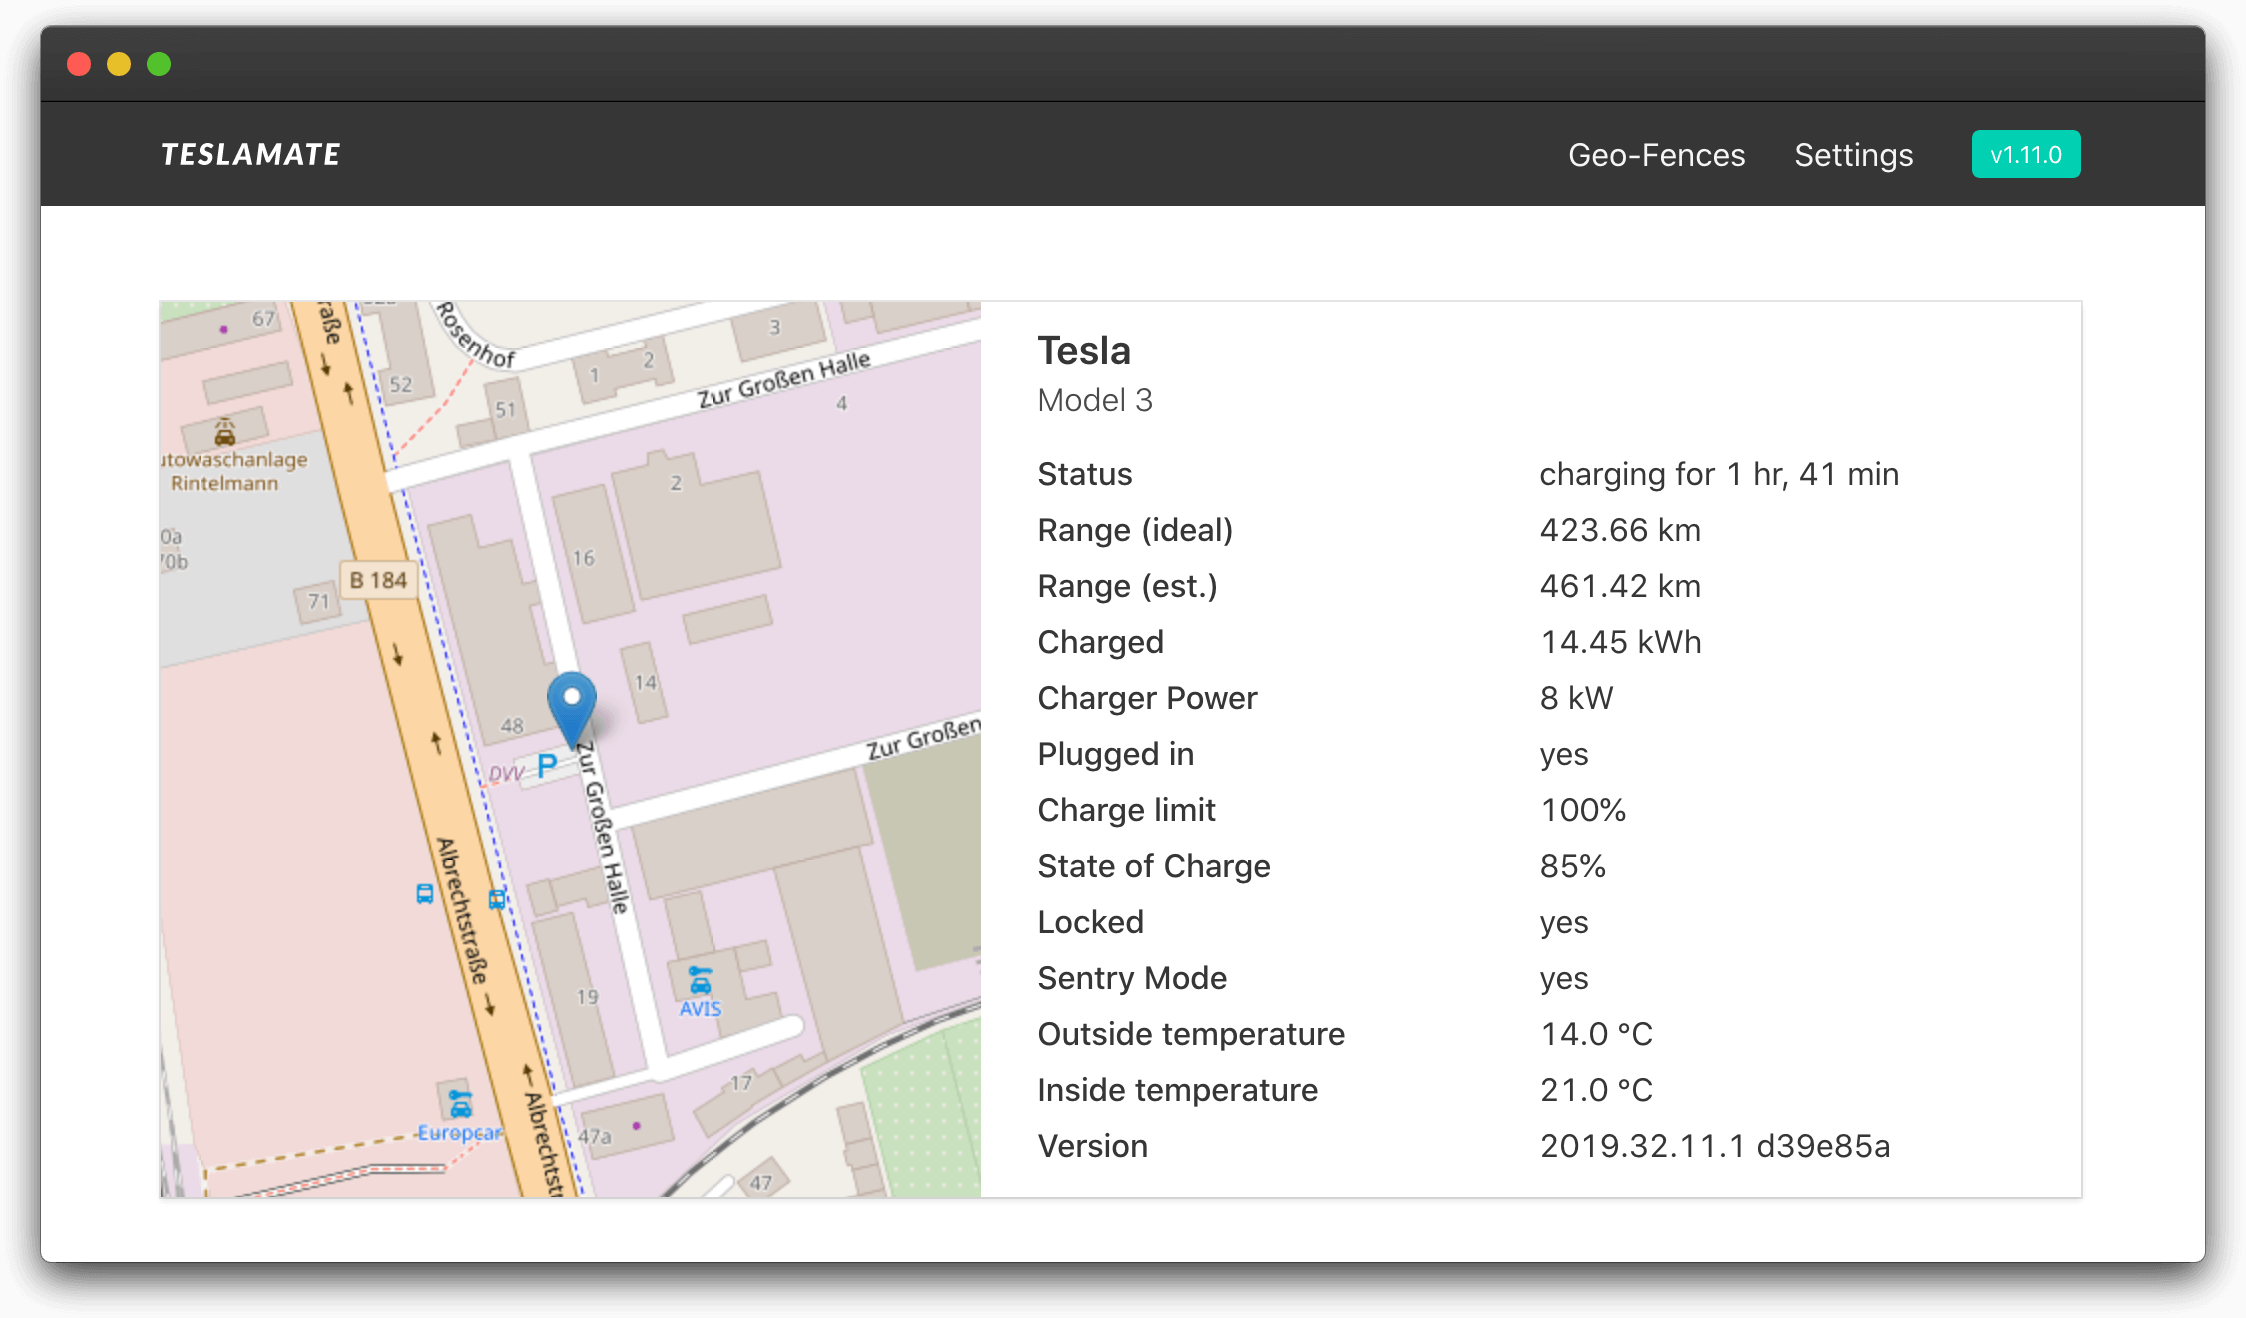 TESLAMATE
Geo-Fences Settings v1.11.0
67
Rosenhof
3
52
1
2
51
Zur Großen Halle
4
utowaschanlage
Rintelmann
2
16
0a
70b
B 184
71
14
48
Zur Großen
DVV P
Zur Großen Halle
Albrechtstraße
19
AVIS
17
Europcar
Albrechtstr
47a
47
Tesla
Model 3
Status charging for 1 hr, 41 min
Range (ideal) 423.66 km
Range (est.) 461.42 km
Charged 14.45 kWh
Charger Power 8 kW
Plugged in yes
Charge limit 100%
State of Charge 85%
Locked yes
Sentry Mode yes
Outside temperature 14.0 °C
Inside temperature 21.0 °C
Version 2019.32.11.1 d39e85a